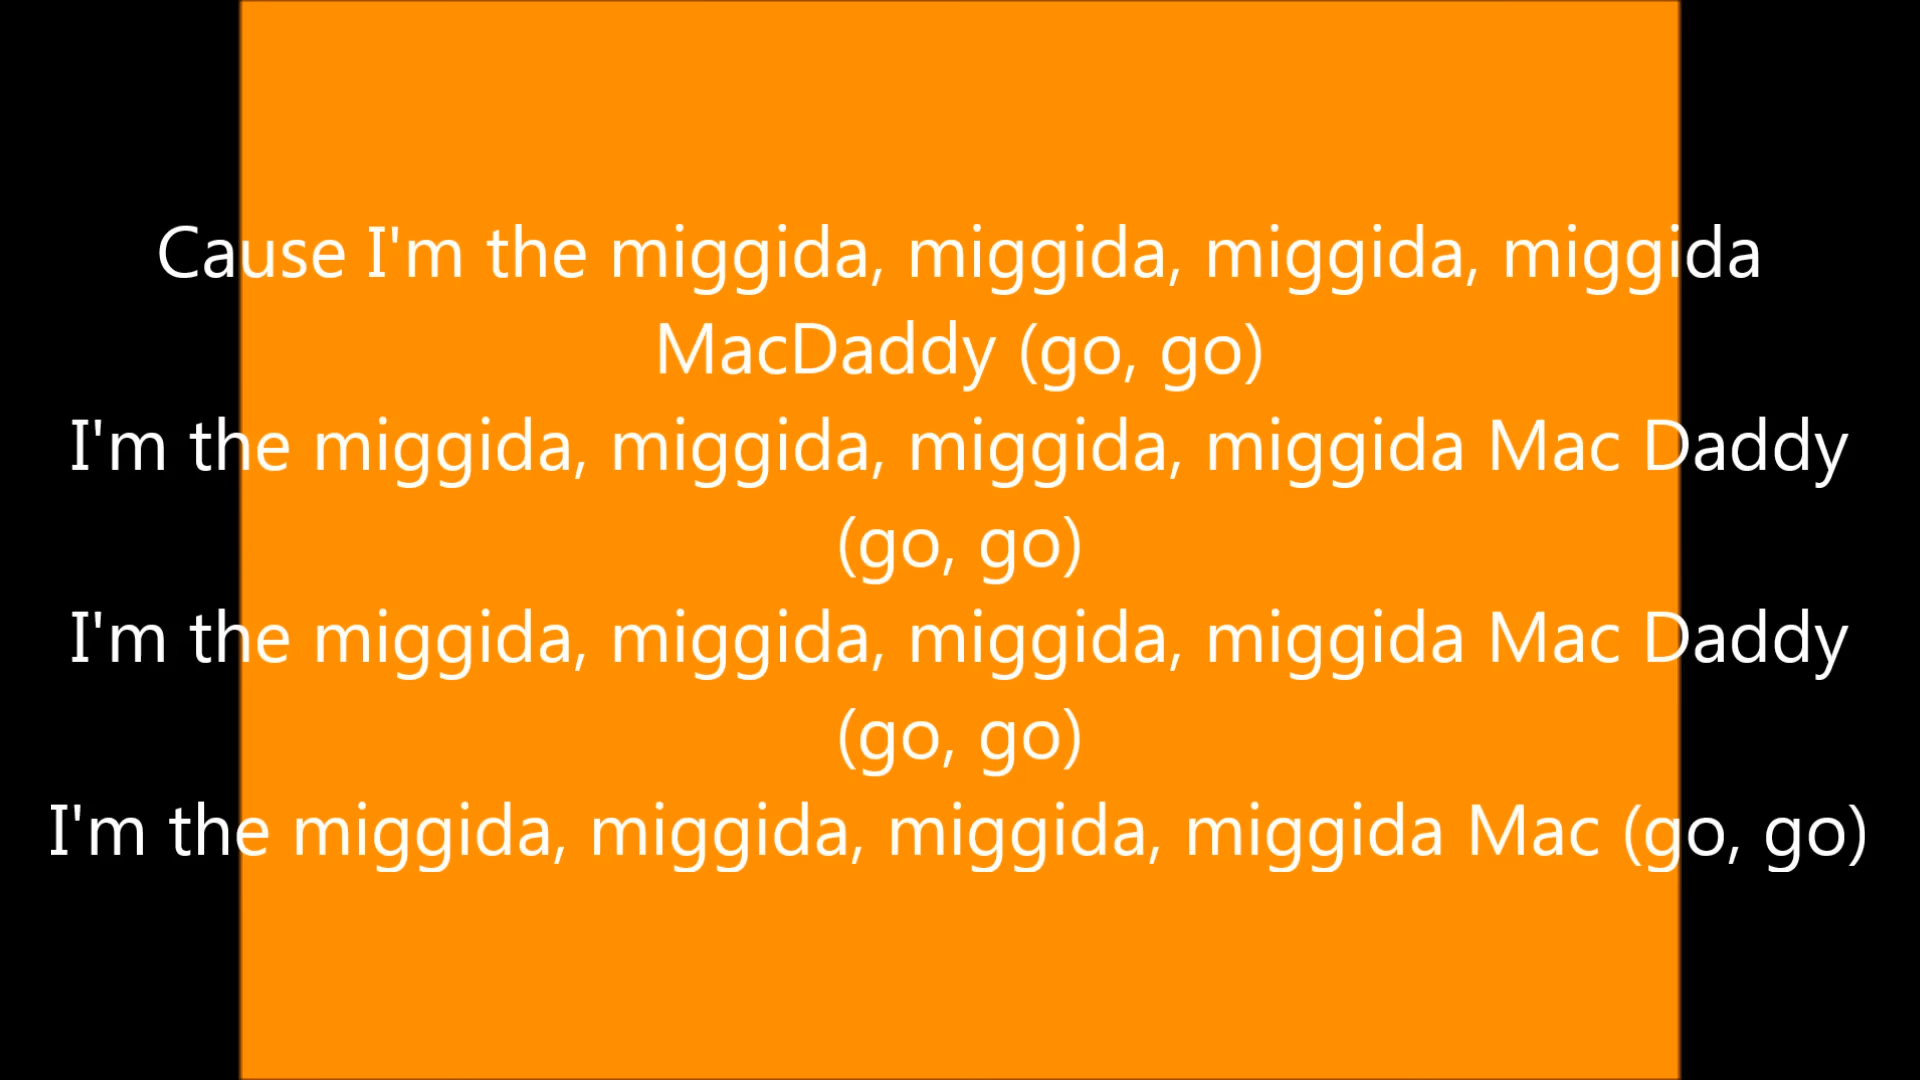 Cause I'm the miggida, miggida, miggida, miggida
MacDaddy (go, go)
I'm the miggida, miggida, miggida, miggida Mac Daddy
(go, go)
I'm the miggida, miggida, miggida, miggida Mac Daddy
(go, go)
I'm the miggida, miggida, miggida, miggida Mac (go, go)